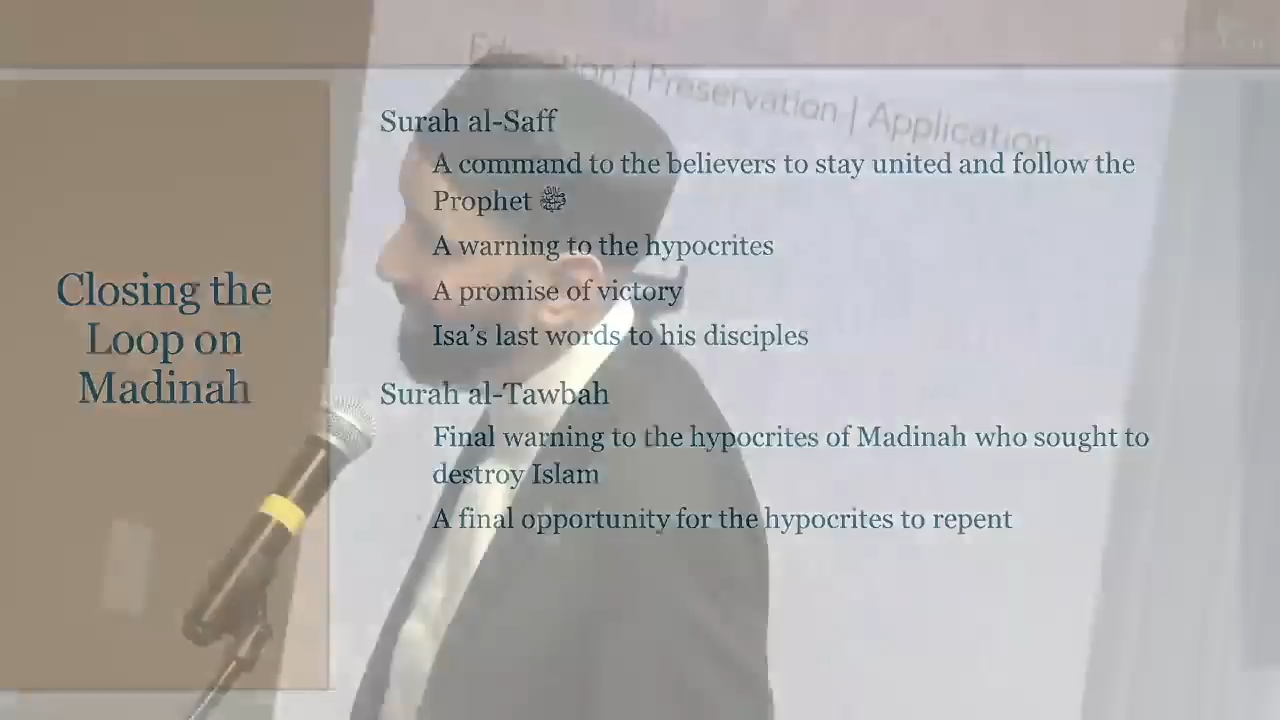 Education | Preservation | Application
Closing the
Loop on
Madinah
Surah al-Saff
A command to the believers to stay united and follow the
Prophet ﷺ
A warning to the hypocrites
A promise of victory
Isa’s last words to his disciples
Surah al-Tawbah
Final warning to the hypocrites of Madinah who sought to
destroy Islam
A final opportunity for the hypocrites to repent